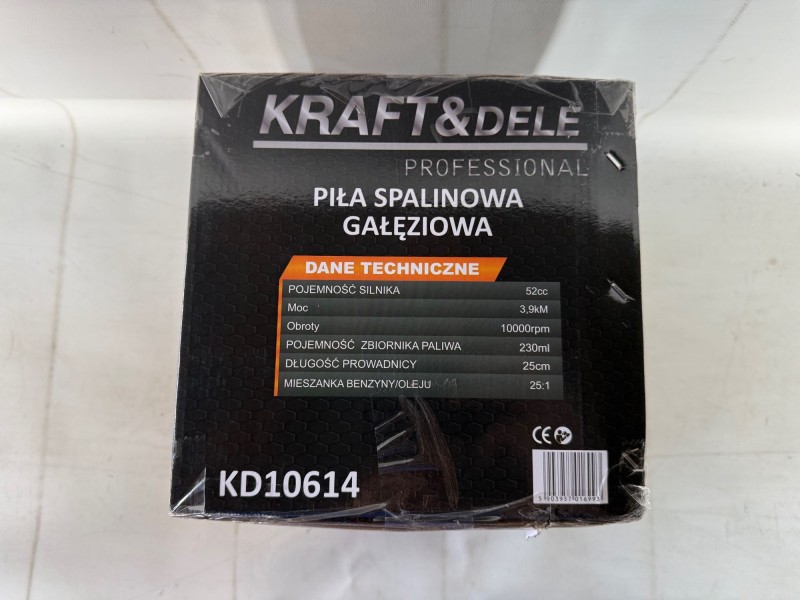 KRAFT&DELE
PROFESSIONAL
PIŁA SPALINOWA
GAŁĘZIOWA
DANE TECHNICZNE
POJEMNOŚĆ SILNIKA 52cc
Moc 3,9kM
Obroty 10000rpm
POJEMNOŚĆ ZBIORNIKA PALIWA 230ml
DŁUGOŚĆ PROWADNICY 25cm
MIESZANKA BENZYNY/OLEJU 25:1
CE
KD10614
5903957016993